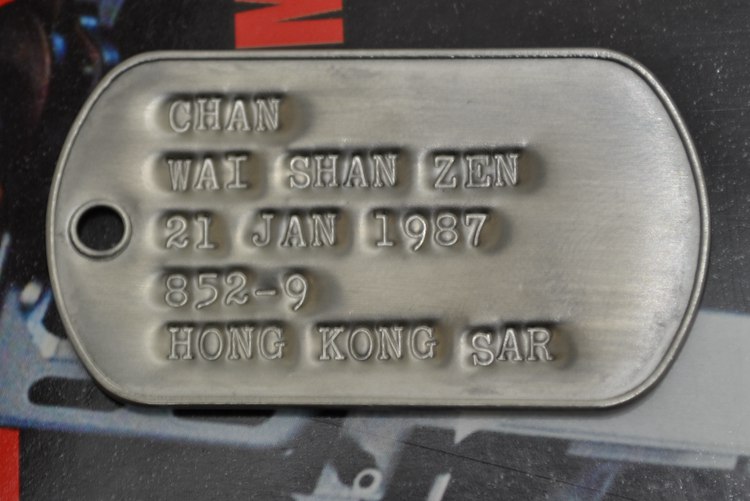 M
CHAN
WAI SHAN ZEN
21 JAN 1987
852-9
HONG KONG SAR